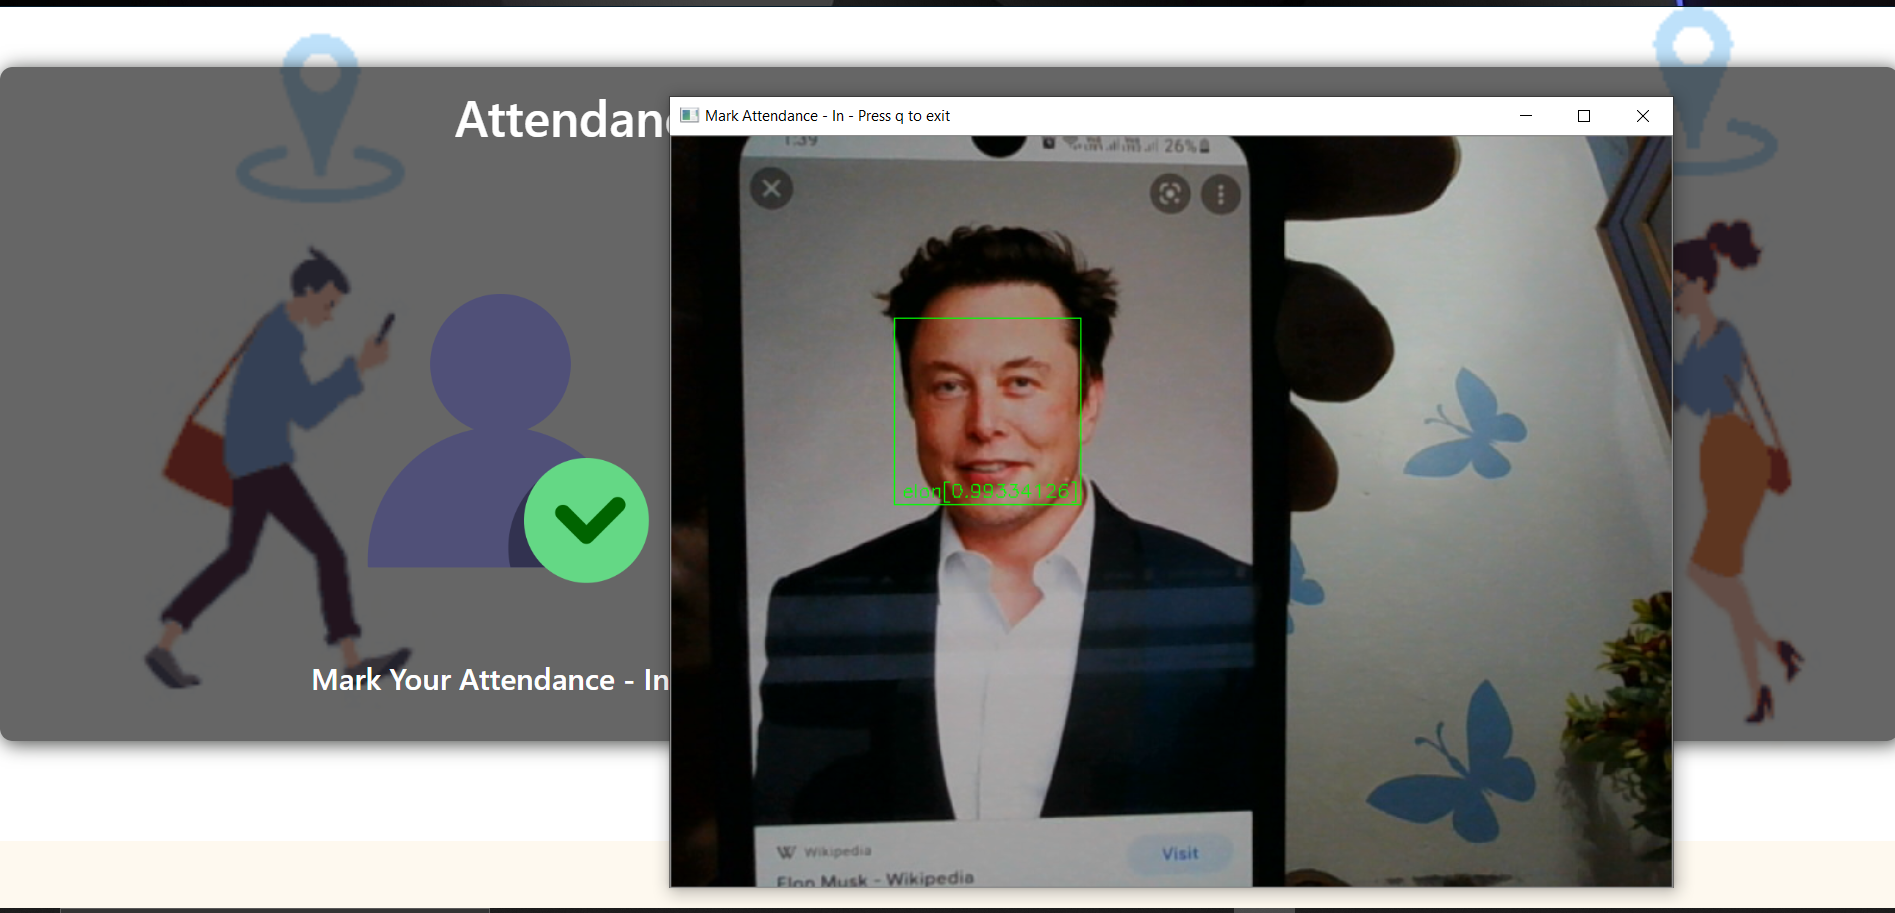 Attendan
Mark Attendance - In - Press q to exit
1:39
26%
elon[0.99334126]
Mark Your Attendance - In
Wikipedia
Visit
Elon Musk - Wikipedia